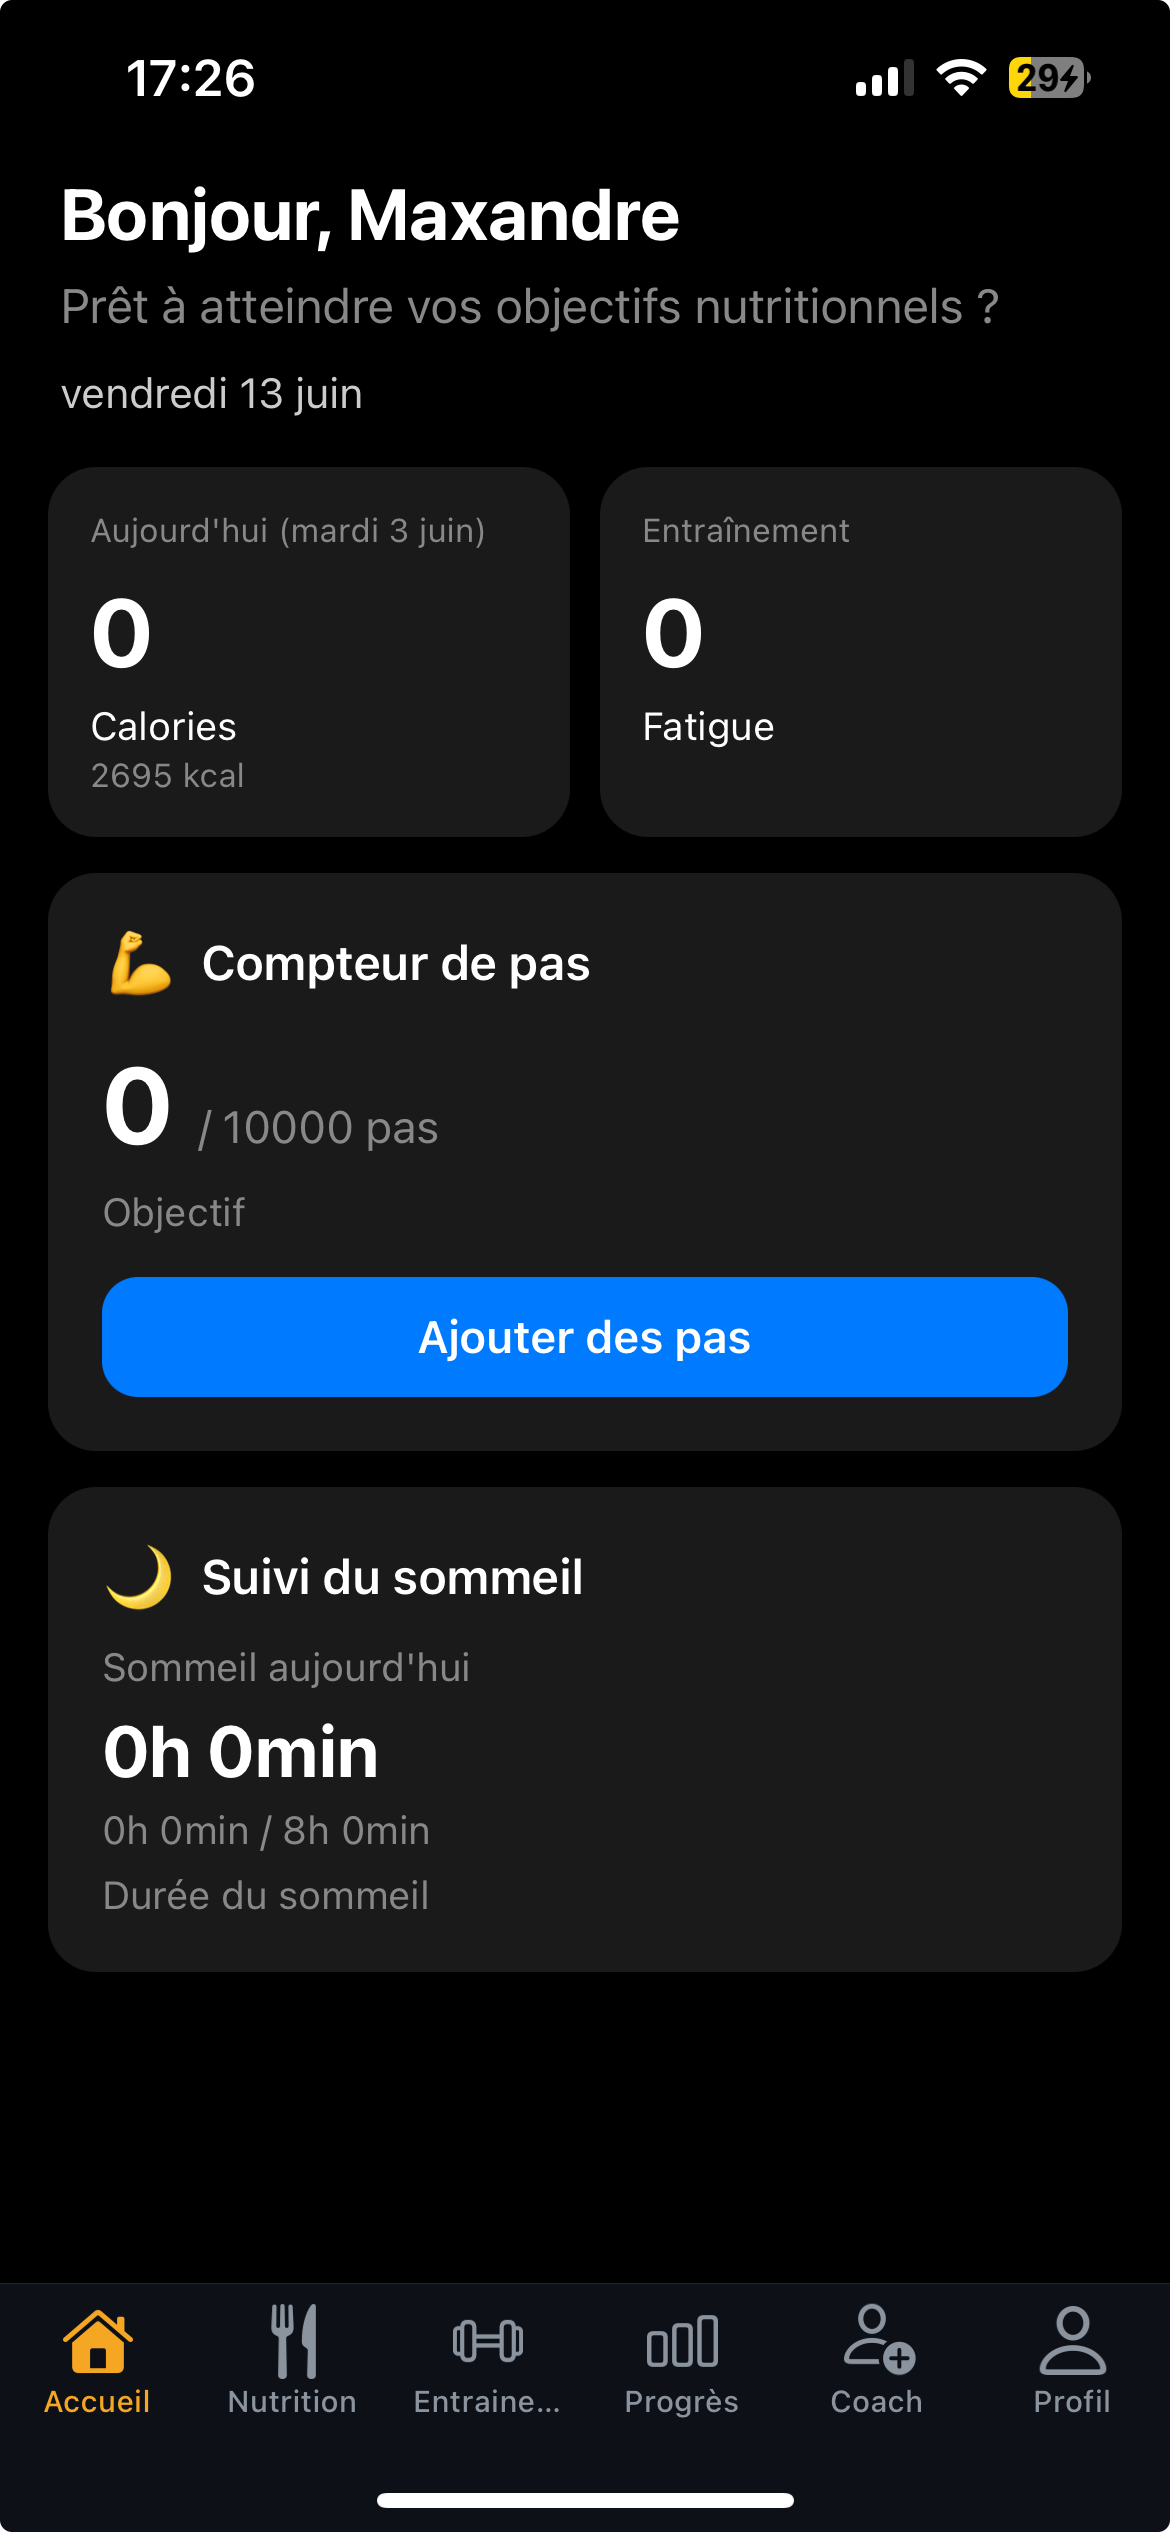 17:26
29
Bonjour, Maxandre
Prêt à atteindre vos objectifs nutritionnels ?
vendredi 13 juin
Aujourd'hui (mardi 3 juin)
0
Calories
2695 kcal
Entraînement
0
Fatigue
Compteur de pas
0 / 10000 pas
Objectif
Ajouter des pas
Suivi du sommeil
Sommeil aujourd'hui
0h 0min
0h 0min / 8h 0min
Durée du sommeil
Accueil
Nutrition
Entraine...
Progrès
Coach
Profil